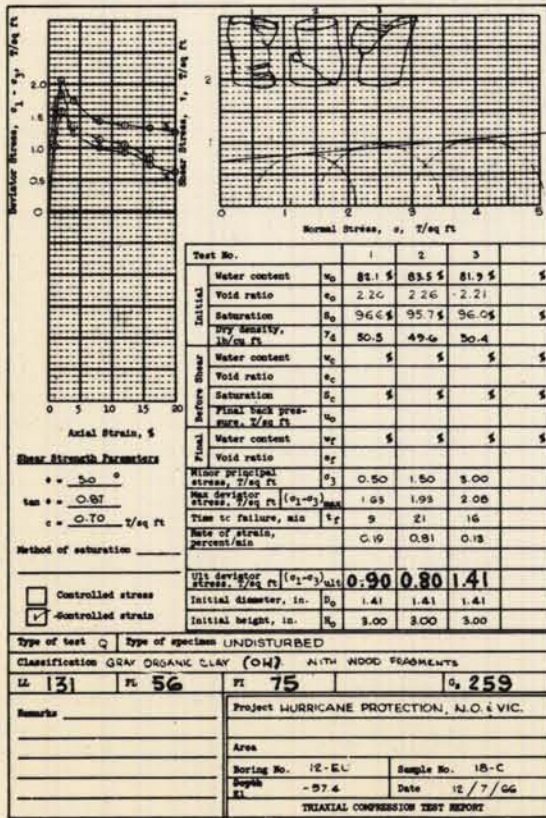 1 2 3
Deviator Stress, σ₁ - σ₃, T/sq ft
2.0
1.5
1.0
0.5
0
0 5 10 15 20
Axial Strain, %
Shear Stress, τ, T/sq ft
2
1
0 1 2 3 4 5
Normal Stress, σ, T/sq ft
Shear Strength Parameters
φ = 5.0 °
tan φ = 0.87
c = 0.70 T/sq ft
Method of saturation
Controlled stress
Controlled strain
Test No. 1 2 3
Initial
Water content w₀ 82.1 % 83.5 % 81.9 % %
Void ratio e₀ 2.20 2.26 2.21
Saturation S₀ 96.6 % 95.7 % 96.0 % %
Dry density, lb/cu ft γd 50.5 49.6 50.4
Before Shear
Water content wc % % % %
Void ratio ec
Saturation Sc % % % %
Final back pressure, T/sq ft u₀
Final
Water content wf % % % %
Void ratio ef
Minor principal stress, T/sq ft σ₃ 0.50 1.50 3.00
Max deviator stress, T/sq ft (σ₁-σ₃)max 1.63 1.93 2.08
Time to failure, min tf 9 21 16
Rate of strain, percent/min 0.19 0.81 0.13
Ult deviator stress, T/sq ft (σ₁-σ₃)ult 0.90 0.80 1.41
Initial diameter, in. D₀ 1.41 1.41 1.41
Initial height, in. H₀ 3.00 3.00 3.00
Type of test Q Type of specimen UNDISTURBED
Classification GRAY ORGANIC CLAY (OH) WITH WOOD FRAGMENTS
LL 131 PL 56 PI 75 Gs 2.59
Remarks
Project HURRICANE PROTECTION, N.O. & VIC.
Area
Boring No. 12-EU Sample No. 18-C
Depth El -57.4 Date 12/7/66
TRIAXIAL COMPRESSION TEST REPORT